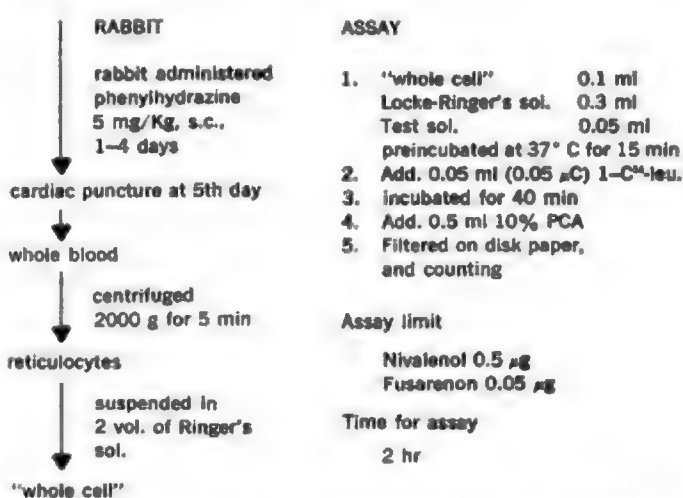 RABBIT
rabbit administered
phenylhydrazine
5 mg/Kg, s.c.,
1–4 days
cardiac puncture at 5th day
whole blood
centrifuged
2000 g for 5 min
reticulocytes
suspended in
2 vol. of Ringer's
sol.
"whole cell"
ASSAY
1. "whole cell" 0.1 ml
Locke-Ringer's sol. 0.3 ml
Test sol. 0.05 ml
preincubated at 37° C for 15 min
2. Add. 0.05 ml (0.05 μC) 1–C¹⁴-leu.
3. incubated for 40 min
4. Add. 0.5 ml 10% PCA
5. Filtered on disk paper,
and counting
Assay limit
Nivalenol 0.5 μg
Fusarenon 0.05 μg
Time for assay
2 hr